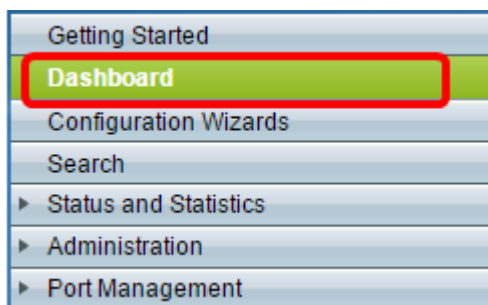 Getting Started
Dashboard
Configuration Wizards
Search
Status and Statistics
Administration
Port Management